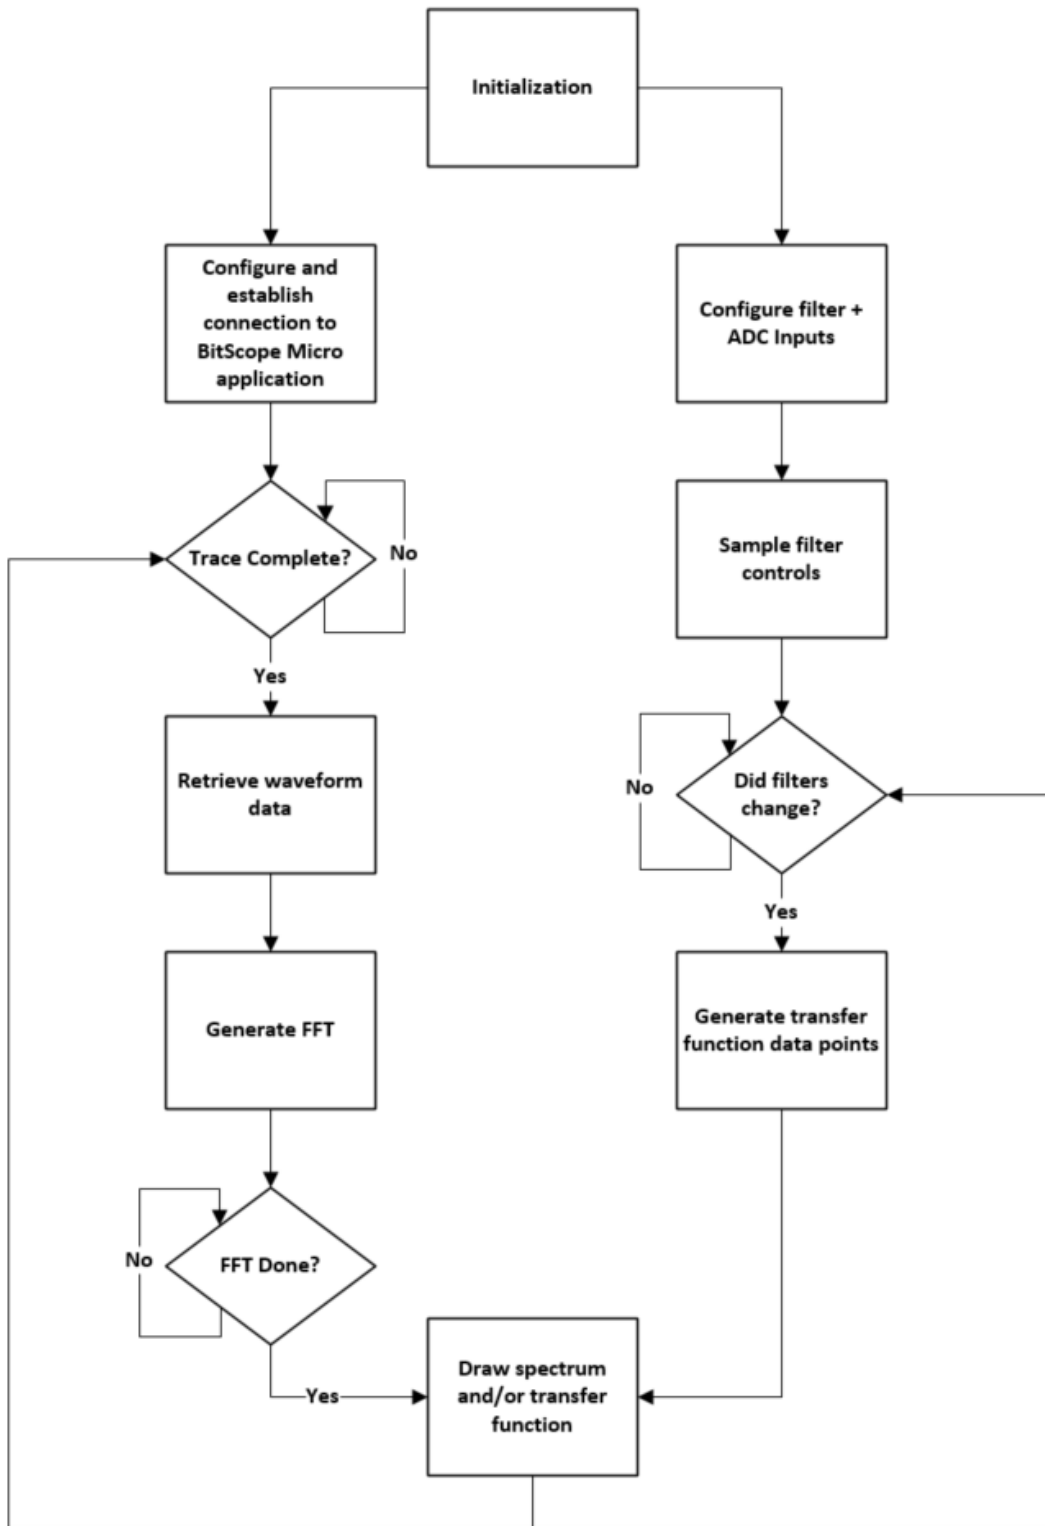 Initialization
Configure and
establish
connection to
BitScope Micro
application
Configure filter +
ADC Inputs
Trace Complete?
No
Sample filter
controls
Yes
Retrieve waveform
data
No
Did filters
change?
Yes
Generate FFT
Generate transfer
function data points
No
FFT Done?
Yes
Draw spectrum
and/or transfer
function